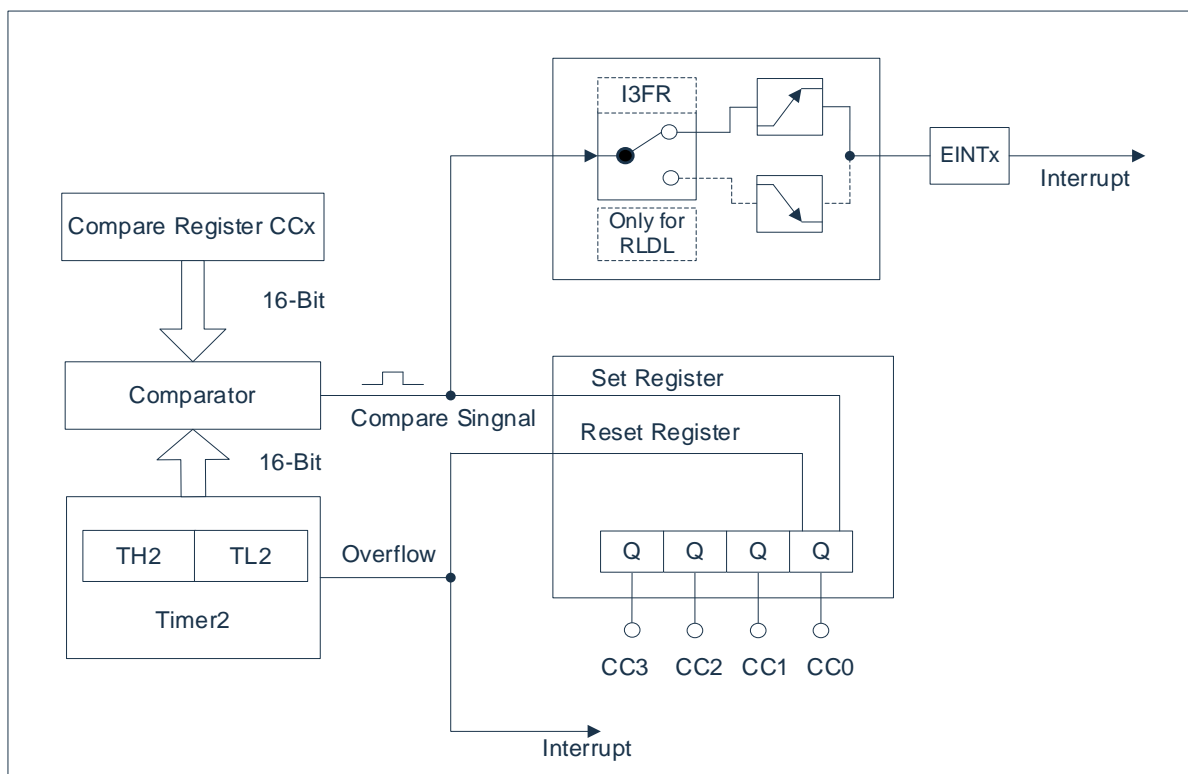 I3FR
Only for
RLDL
EINTx
Interrupt
Compare Register CCx
16-Bit
Comparator
Compare Singnal
Set Register
Reset Register
16-Bit
TH2
TL2
Timer2
Overflow
Q
Q
Q
Q
CC3
CC2
CC1
CC0
Interrupt